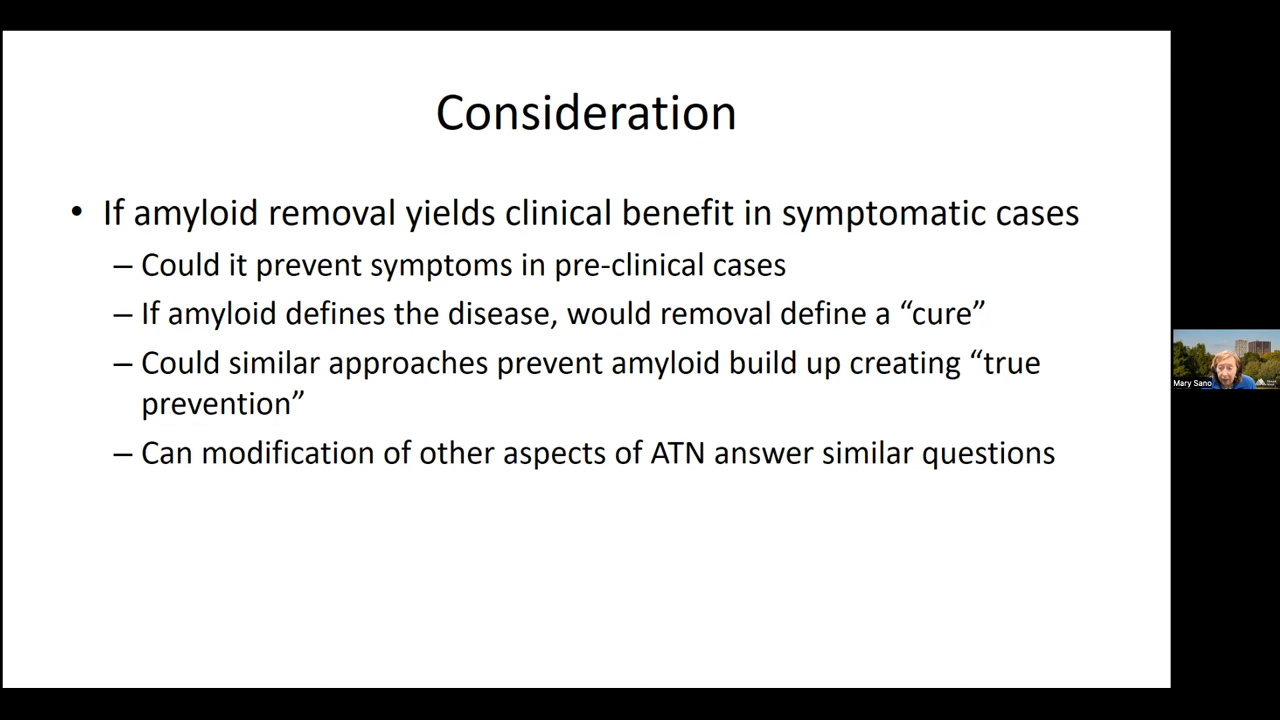 Consideration
• If amyloid removal yields clinical benefit in symptomatic cases
– Could it prevent symptoms in pre-clinical cases
– If amyloid defines the disease, would removal define a “cure”
– Could similar approaches prevent amyloid build up creating “true
prevention”
– Can modification of other aspects of ATN answer similar questions
Mary Sano